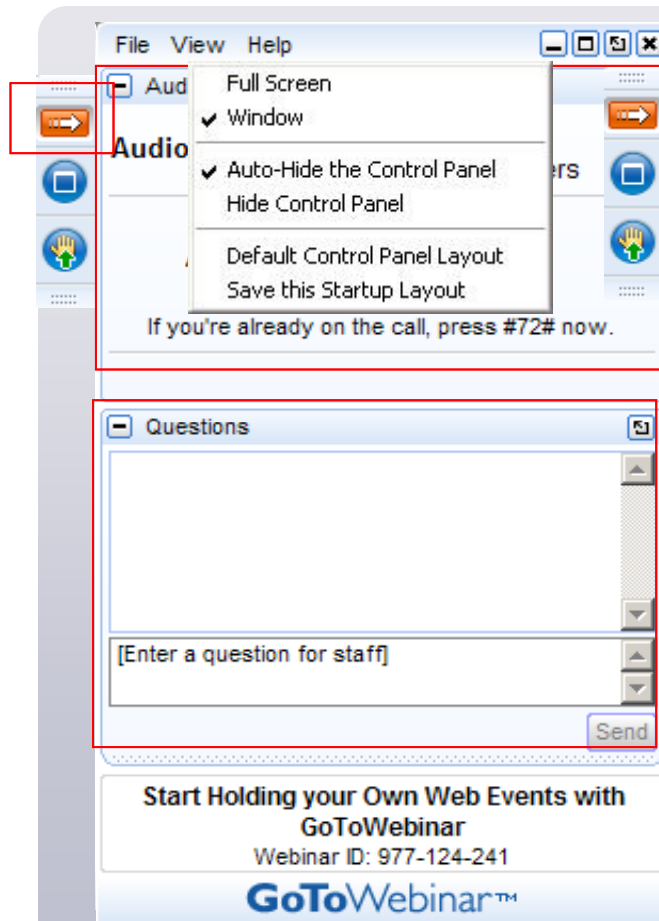 File View Help
Aud
Full Screen
Window
Audio
Auto-Hide the Control Panel
ers
Hide Control Panel
Default Control Panel Layout
Save this Startup Layout
If you're already on the call, press #72# now.
Questions
[Enter a question for staff]
Send
Start Holding your Own Web Events with
GoToWebinar
Webinar ID: 977-124-241
GoToWebinar™